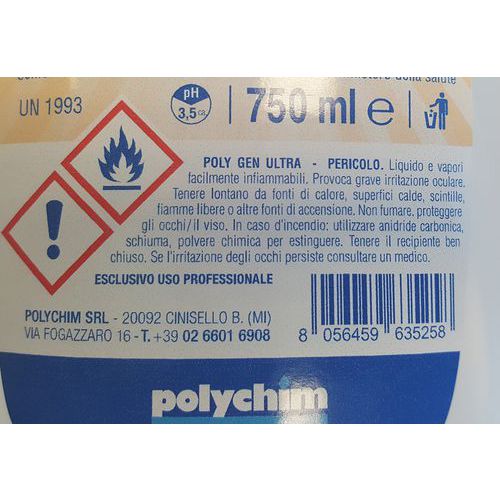 UN 1993
pH
3,5 ca
750 ml e
della salute
POLY GEN ULTRA - PERICOLO. Liquido e vapori
facilmente infiammabili. Provoca grave irritazione oculare.
Tenere lontano da fonti di calore, superfici calde, scintille,
fiamme libere o altre fonti di accensione. Non fumare. proteggere
gli occhi/il viso. In caso d'incendio: utilizzare anidride carbonica,
schiuma, polvere chimica per estinguere. Tenere il recipiente ben
chiuso. Se l'irritazione degli occhi persiste consultare un medico.
ESCLUSIVO USO PROFESSIONALE
POLYCHIM SRL - 20092 CINISELLO B. (MI)
VIA FOGAZZARO 16 - T. +39 02 6601 6908
8 056459 635258
polychim